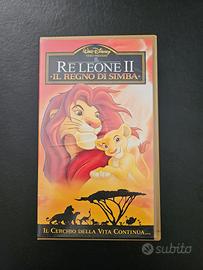 Walt Disney
IL
RE LEONE II
•IL REGNO DI SIMBA•
IL CERCHIO DELLA VITA CONTINUA...
subito